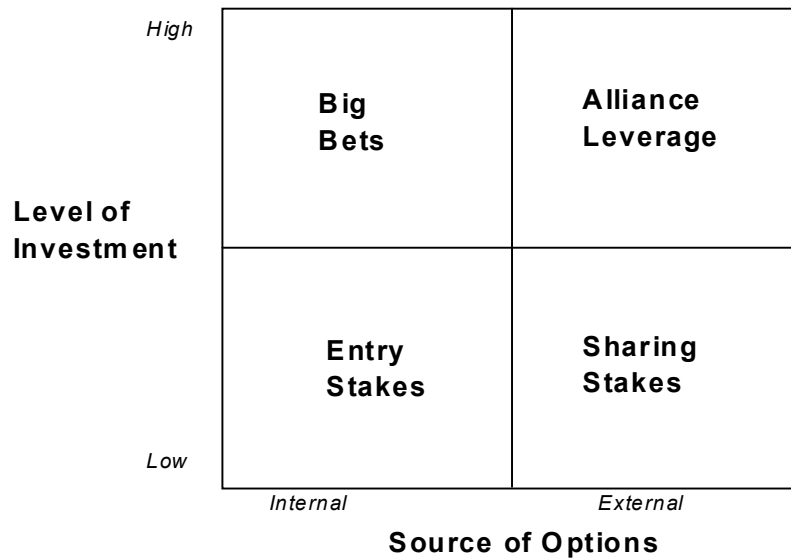 High
Big
Bets
Alliance
Leverage
Level of
Investment
Entry
Stakes
Sharing
Stakes
Low
Internal
External
Source of Options